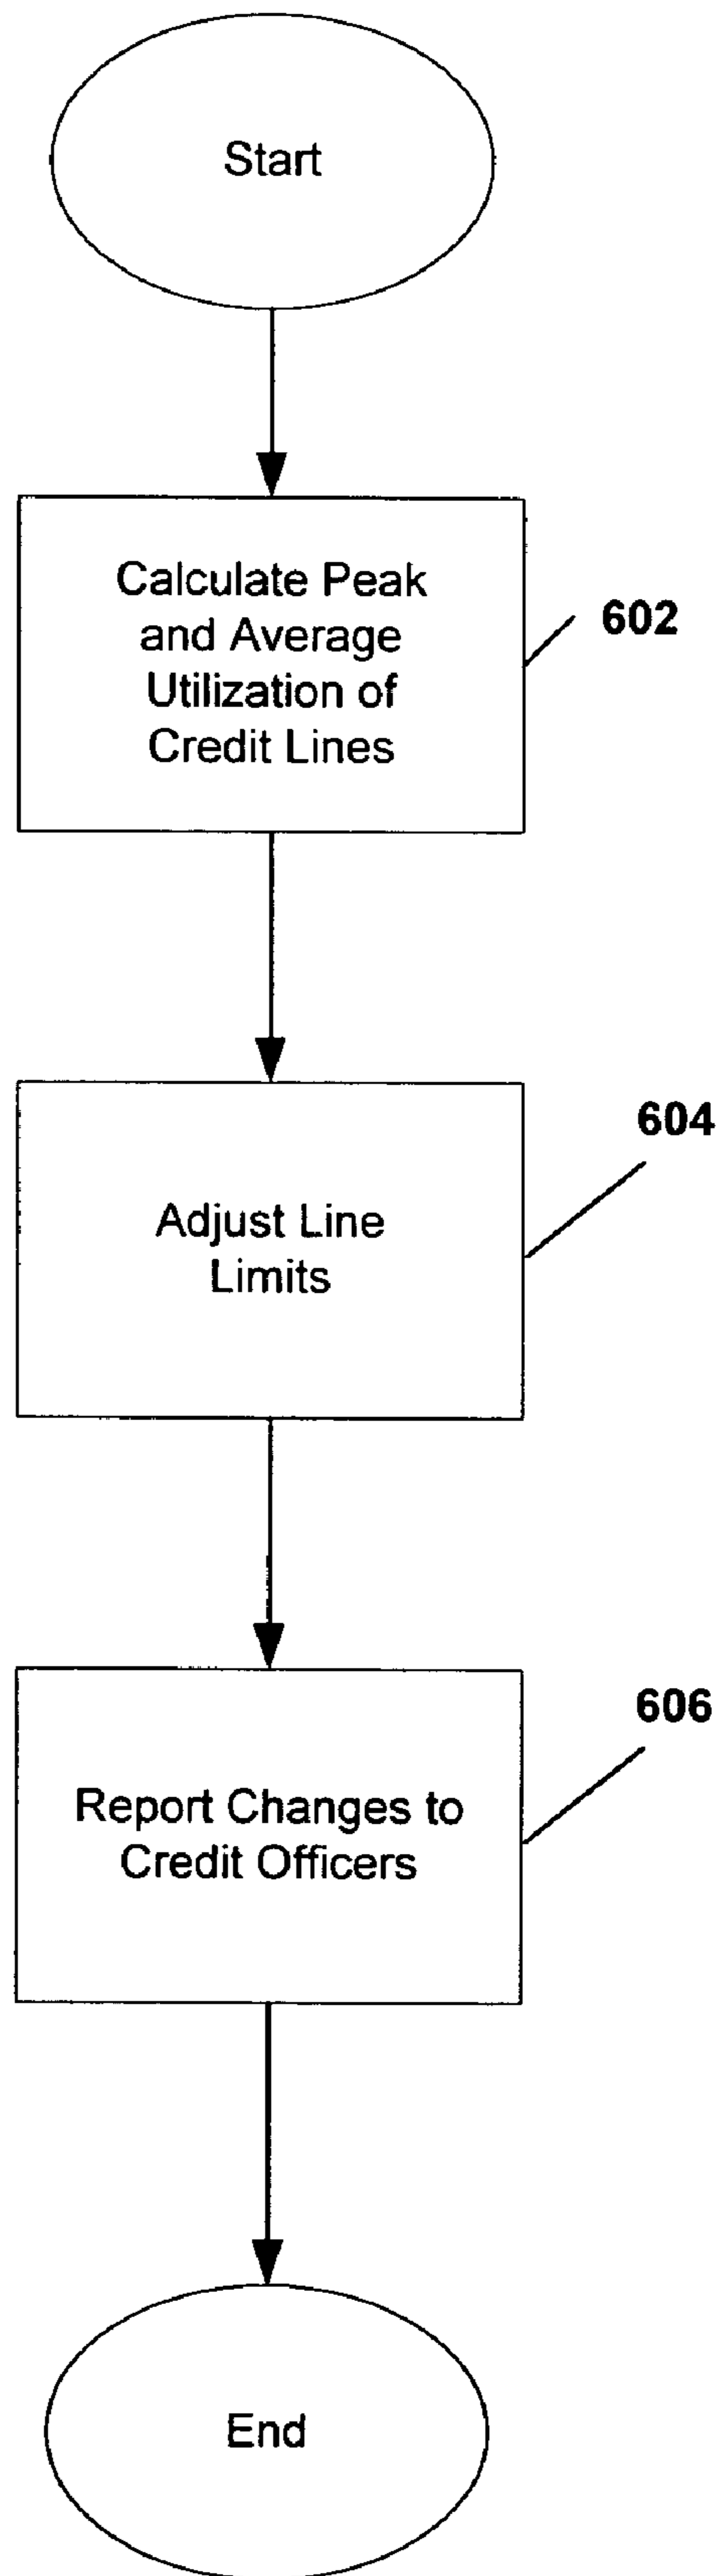 Start
Calculate Peak
and Average
Utilization of
Credit Lines
602
Adjust Line
Limits
604
Report Changes to
Credit Officers
606
End